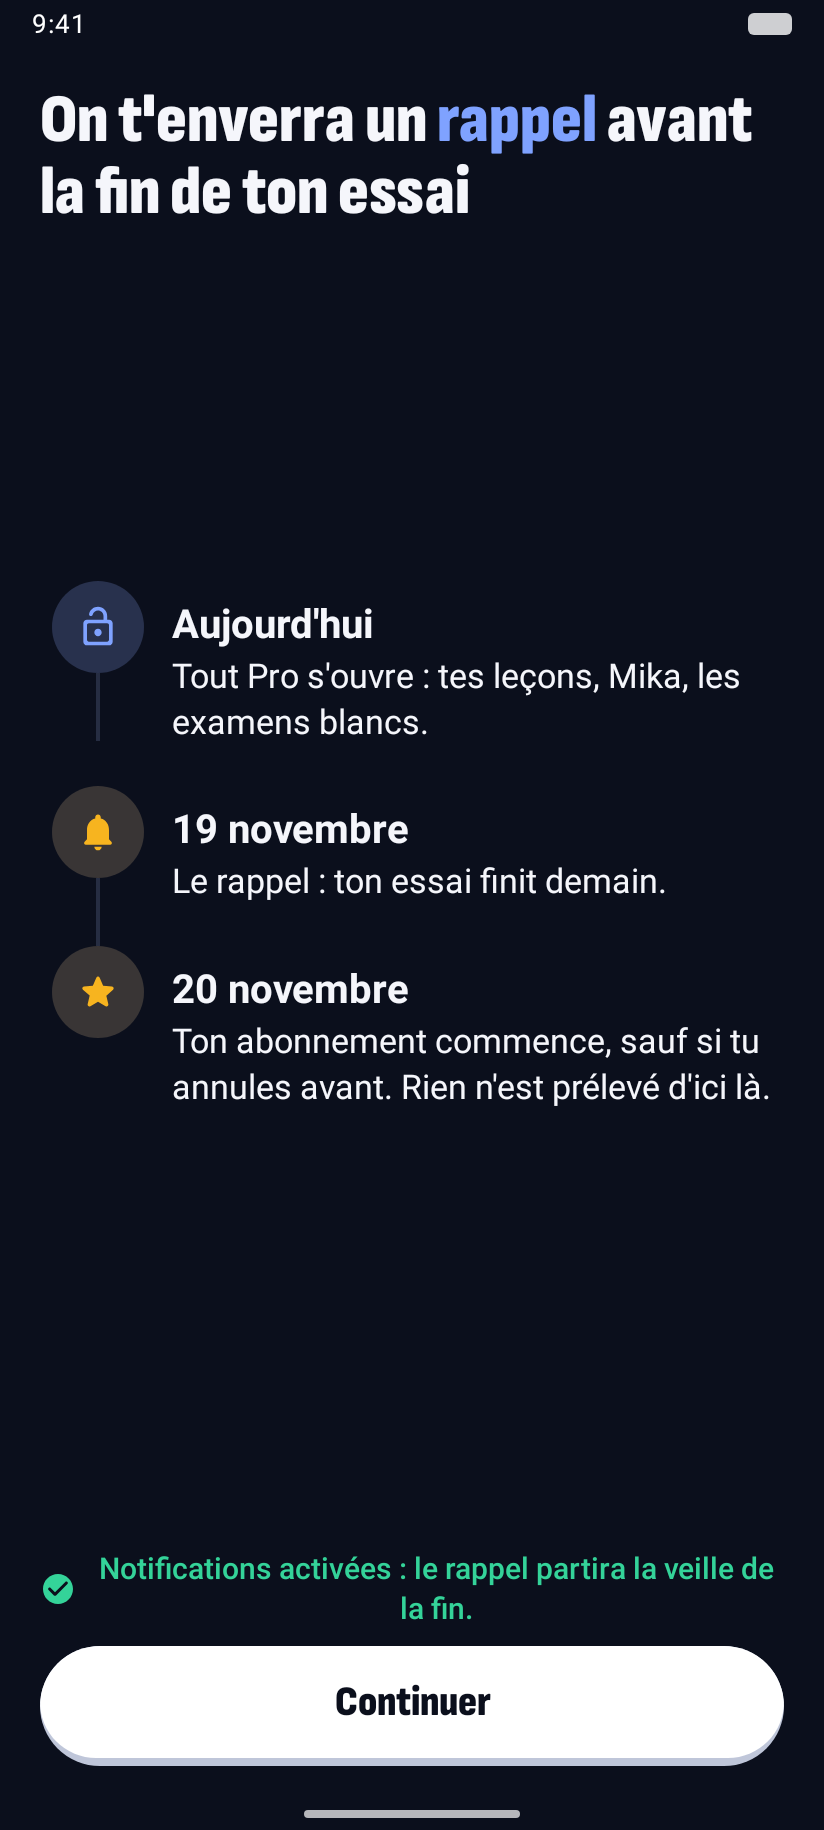 9:41
On t'enverra un rappel avant
la fin de ton essai
Aujourd'hui
Tout Pro s'ouvre : tes leçons, Mika, les
examens blancs.
19 novembre
Le rappel : ton essai finit demain.
20 novembre
Ton abonnement commence, sauf si tu
annules avant. Rien n'est prélevé d'ici là.
Notifications activées : le rappel partira la veille de
la fin.
Continuer